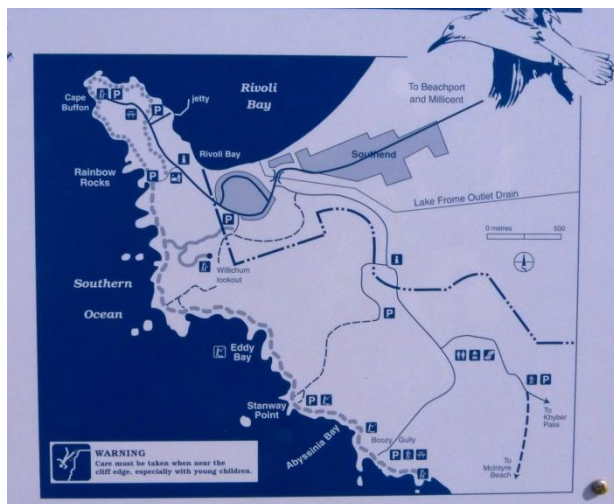 Rivoli
Bay
To Beachport
and Millicent
Cape
Buffon
P
P
jetty
i
Rivoli Bay
Southend
Rainbow
Rocks
P
Lake Frome Outlet Drain
0 metres
500
P
Willichum
lookout
i
Southern
Ocean
P
Eddy
Bay
Stanway
Point
P
P
To
Khyber
Pass
Abyssinia Bay
Boozy Gully
P
To
McIntyre
Beach
WARNING
Care must be taken when near the
cliff edge, especially with young children.